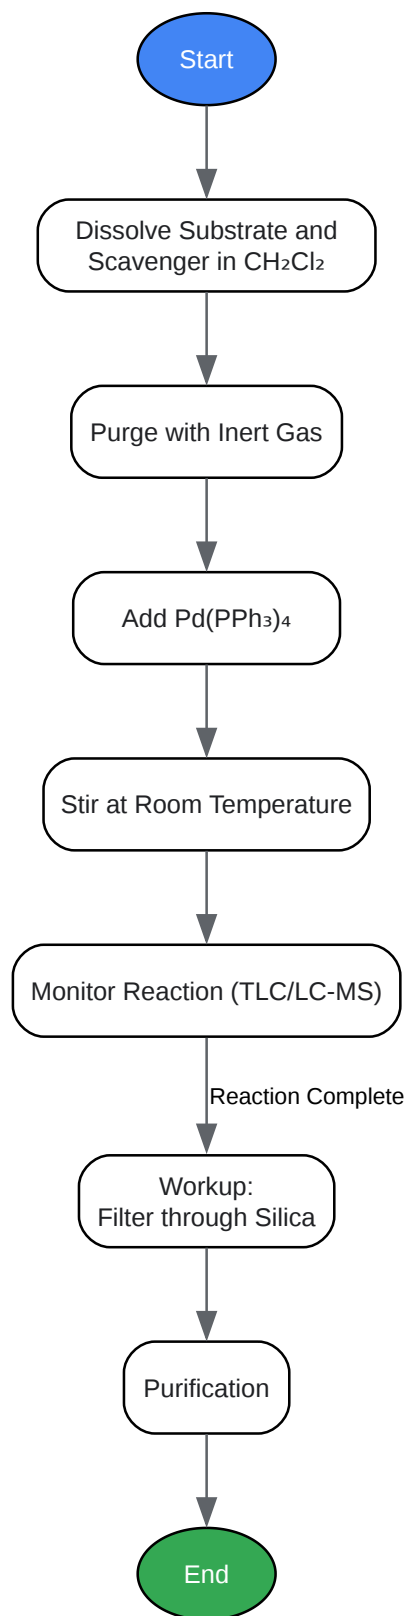 Start
Dissolve Substrate and
Scavenger in CH₂Cl₂
Purge with Inert Gas
Add Pd(PPh₃)₄
Stir at Room Temperature
Monitor Reaction (TLC/LC-MS)
Reaction Complete
Workup:
Filter through Silica
Purification
End